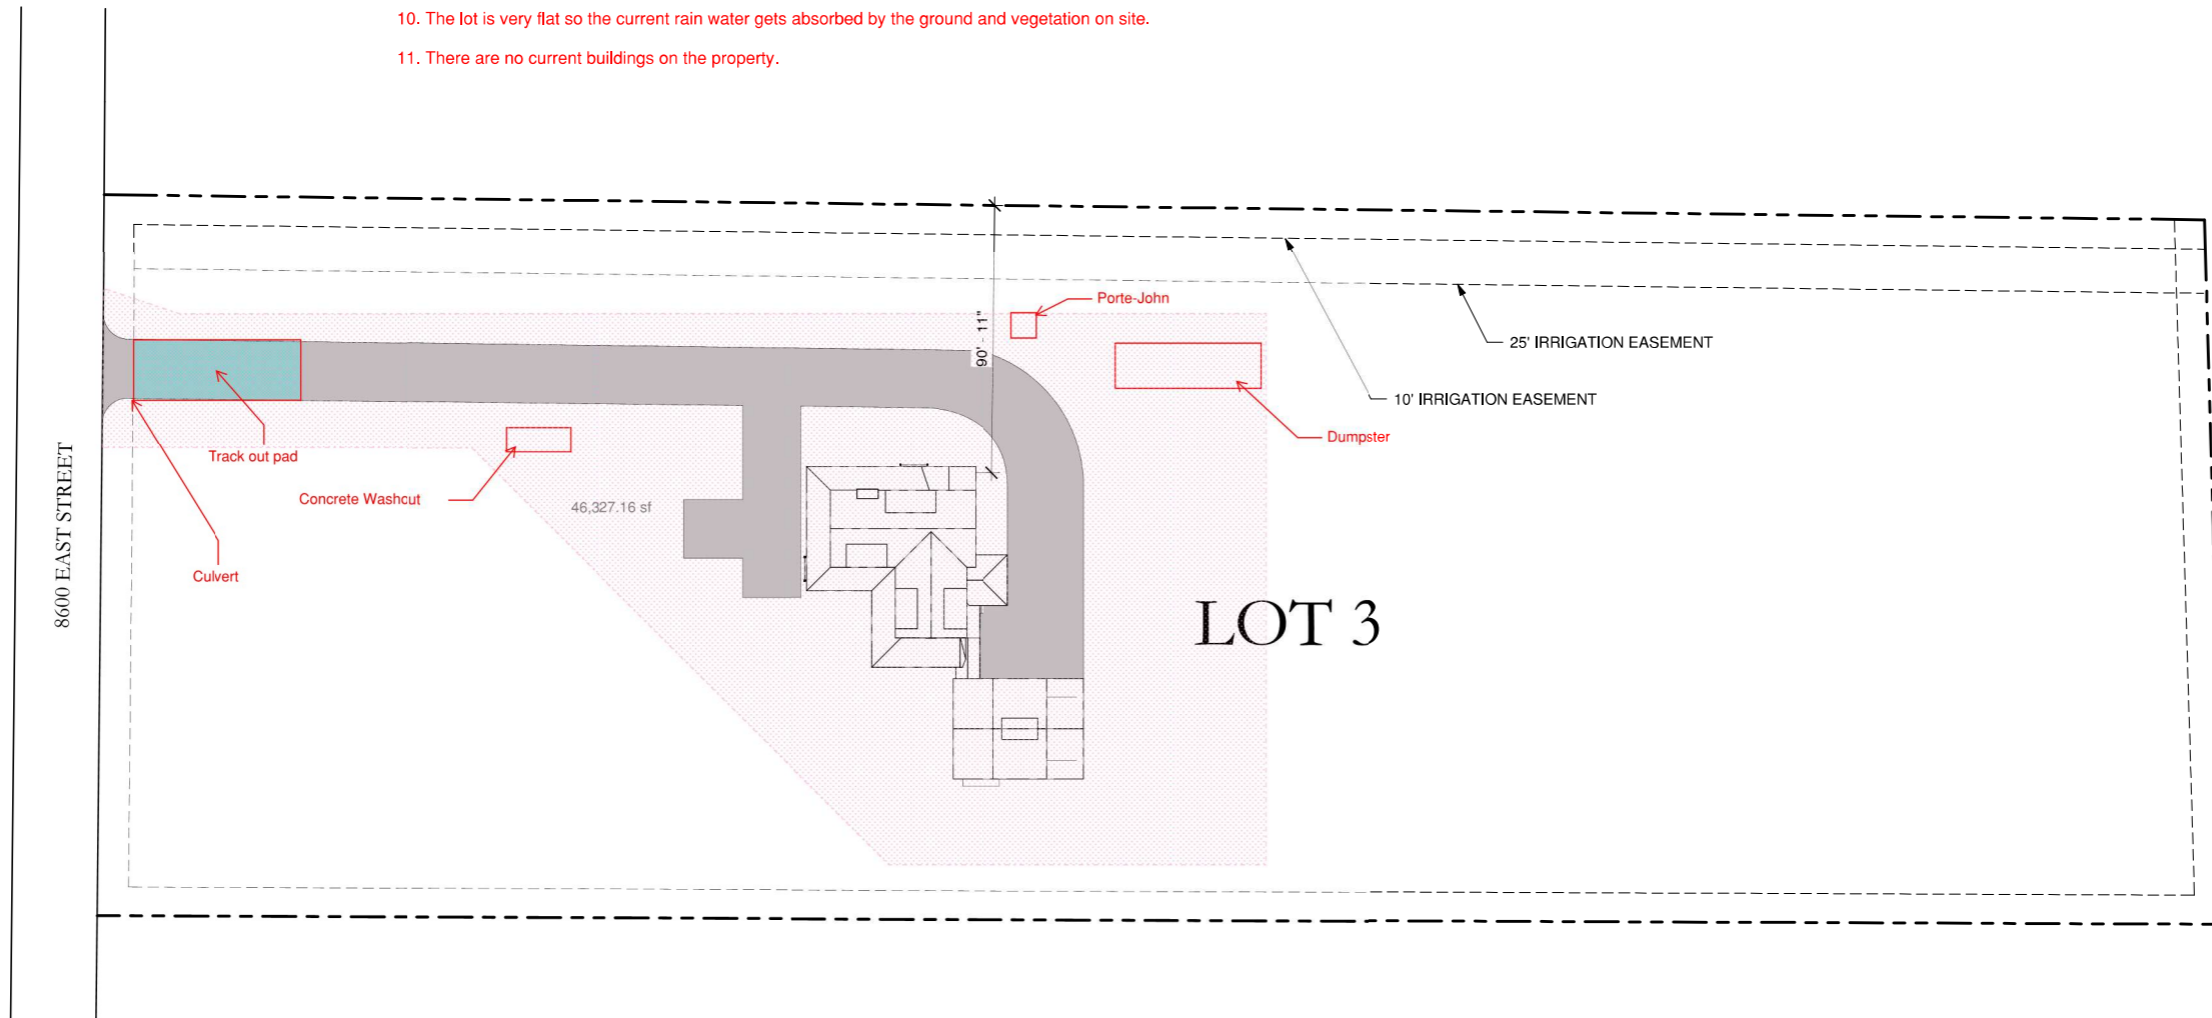 10. The lot is very flat so the current rain water gets absorbed by the ground and vegetation on site.
11. There are no current buildings on the property.
Porte-John
90' - 11"
25' IRRIGATION EASEMENT
10' IRRIGATION EASEMENT
Dumpster
Track out pad
Concrete Washcut
46,327.16 sf
8600 EAST STREET
Culvert
LOT 3